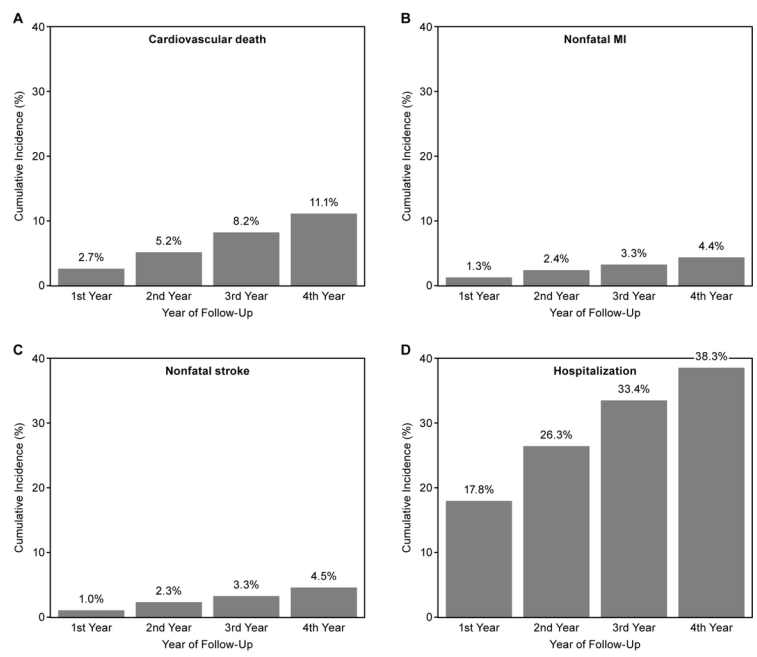 A
Cardiovascular death
Cumulative Incidence (%)
40
30
20
10
0
2.7%
5.2%
8.2%
11.1%
1st Year
2nd Year
3rd Year
4th Year
Year of Follow-Up
B
Nonfatal MI
Cumulative Incidence (%)
40
30
20
10
0
1.3%
2.4%
3.3%
4.4%
1st Year
2nd Year
3rd Year
4th Year
Year of Follow-Up
C
Nonfatal stroke
Cumulative Incidence (%)
40
30
20
10
0
1.0%
2.3%
3.3%
4.5%
1st Year
2nd Year
3rd Year
4th Year
Year of Follow-Up
D
Hospitalization
Cumulative Incidence (%)
40
30
20
10
0
17.8%
26.3%
33.4%
38.3%
1st Year
2nd Year
3rd Year
4th Year
Year of Follow-Up